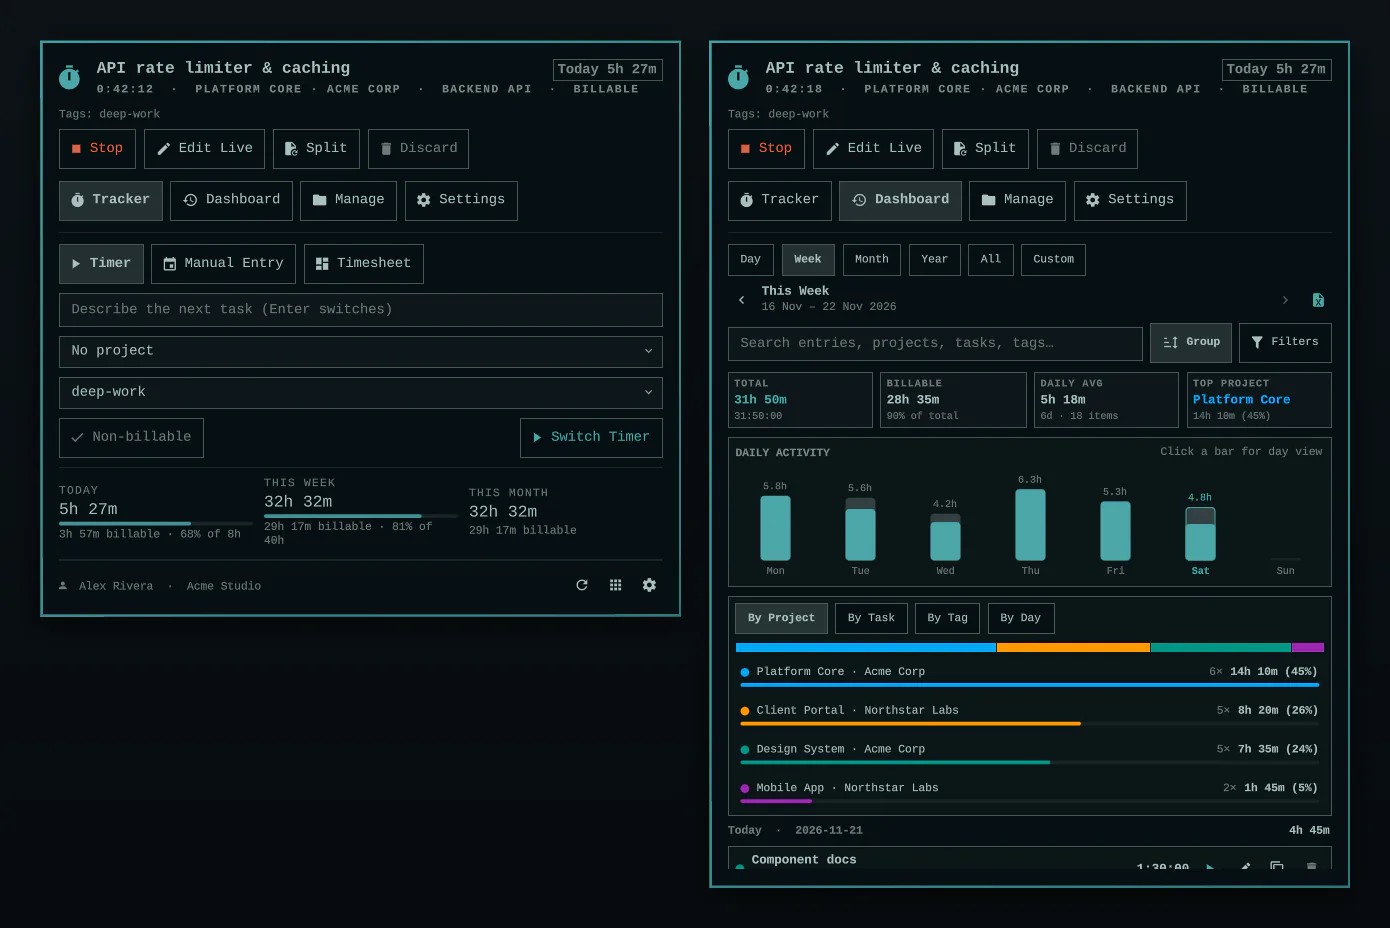 API rate limiter & caching
Today 5h 27m
0:42:12 · PLATFORM CORE · ACME CORP · BACKEND API · BILLABLE
Tags: deep-work
Stop Edit Live Split Discard
Tracker Dashboard Manage Settings
Timer Manual Entry Timesheet
Describe the next task (Enter switches)
No project
deep-work
Non-billable Switch Timer
TODAY
5h 27m
3h 57m billable · 68% of 8h
THIS WEEK
32h 32m
29h 17m billable · 81% of
40h
THIS MONTH
32h 32m
29h 17m billable
Alex Rivera · Acme Studio
API rate limiter & caching
Today 5h 27m
0:42:18 · PLATFORM CORE · ACME CORP · BACKEND API · BILLABLE
Tags: deep-work
Stop Edit Live Split Discard
Tracker Dashboard Manage Settings
Day Week Month Year All Custom
This Week
16 Nov – 22 Nov 2026
Search entries, projects, tasks, tags… Group Filters
TOTAL
31h 50m
31:50:00
BILLABLE
28h 35m
90% of total
DAILY AVG
5h 18m
6d · 18 items
TOP PROJECT
Platform Core
14h 10m (45%)
DAILY ACTIVITY Click a bar for day view
5.8h 5.6h 4.2h 6.3h 5.3h 4.8h
Mon Tue Wed Thu Fri Sat Sun
By Project By Task By Tag By Day
Platform Core · Acme Corp 6× 14h 10m (45%)
Client Portal · Northstar Labs 5× 8h 20m (26%)
Design System · Acme Corp 5× 7h 35m (24%)
Mobile App · Northstar Labs 2× 1h 45m (5%)
Today · 2026-11-21 4h 45m
Component docs
1:30:00